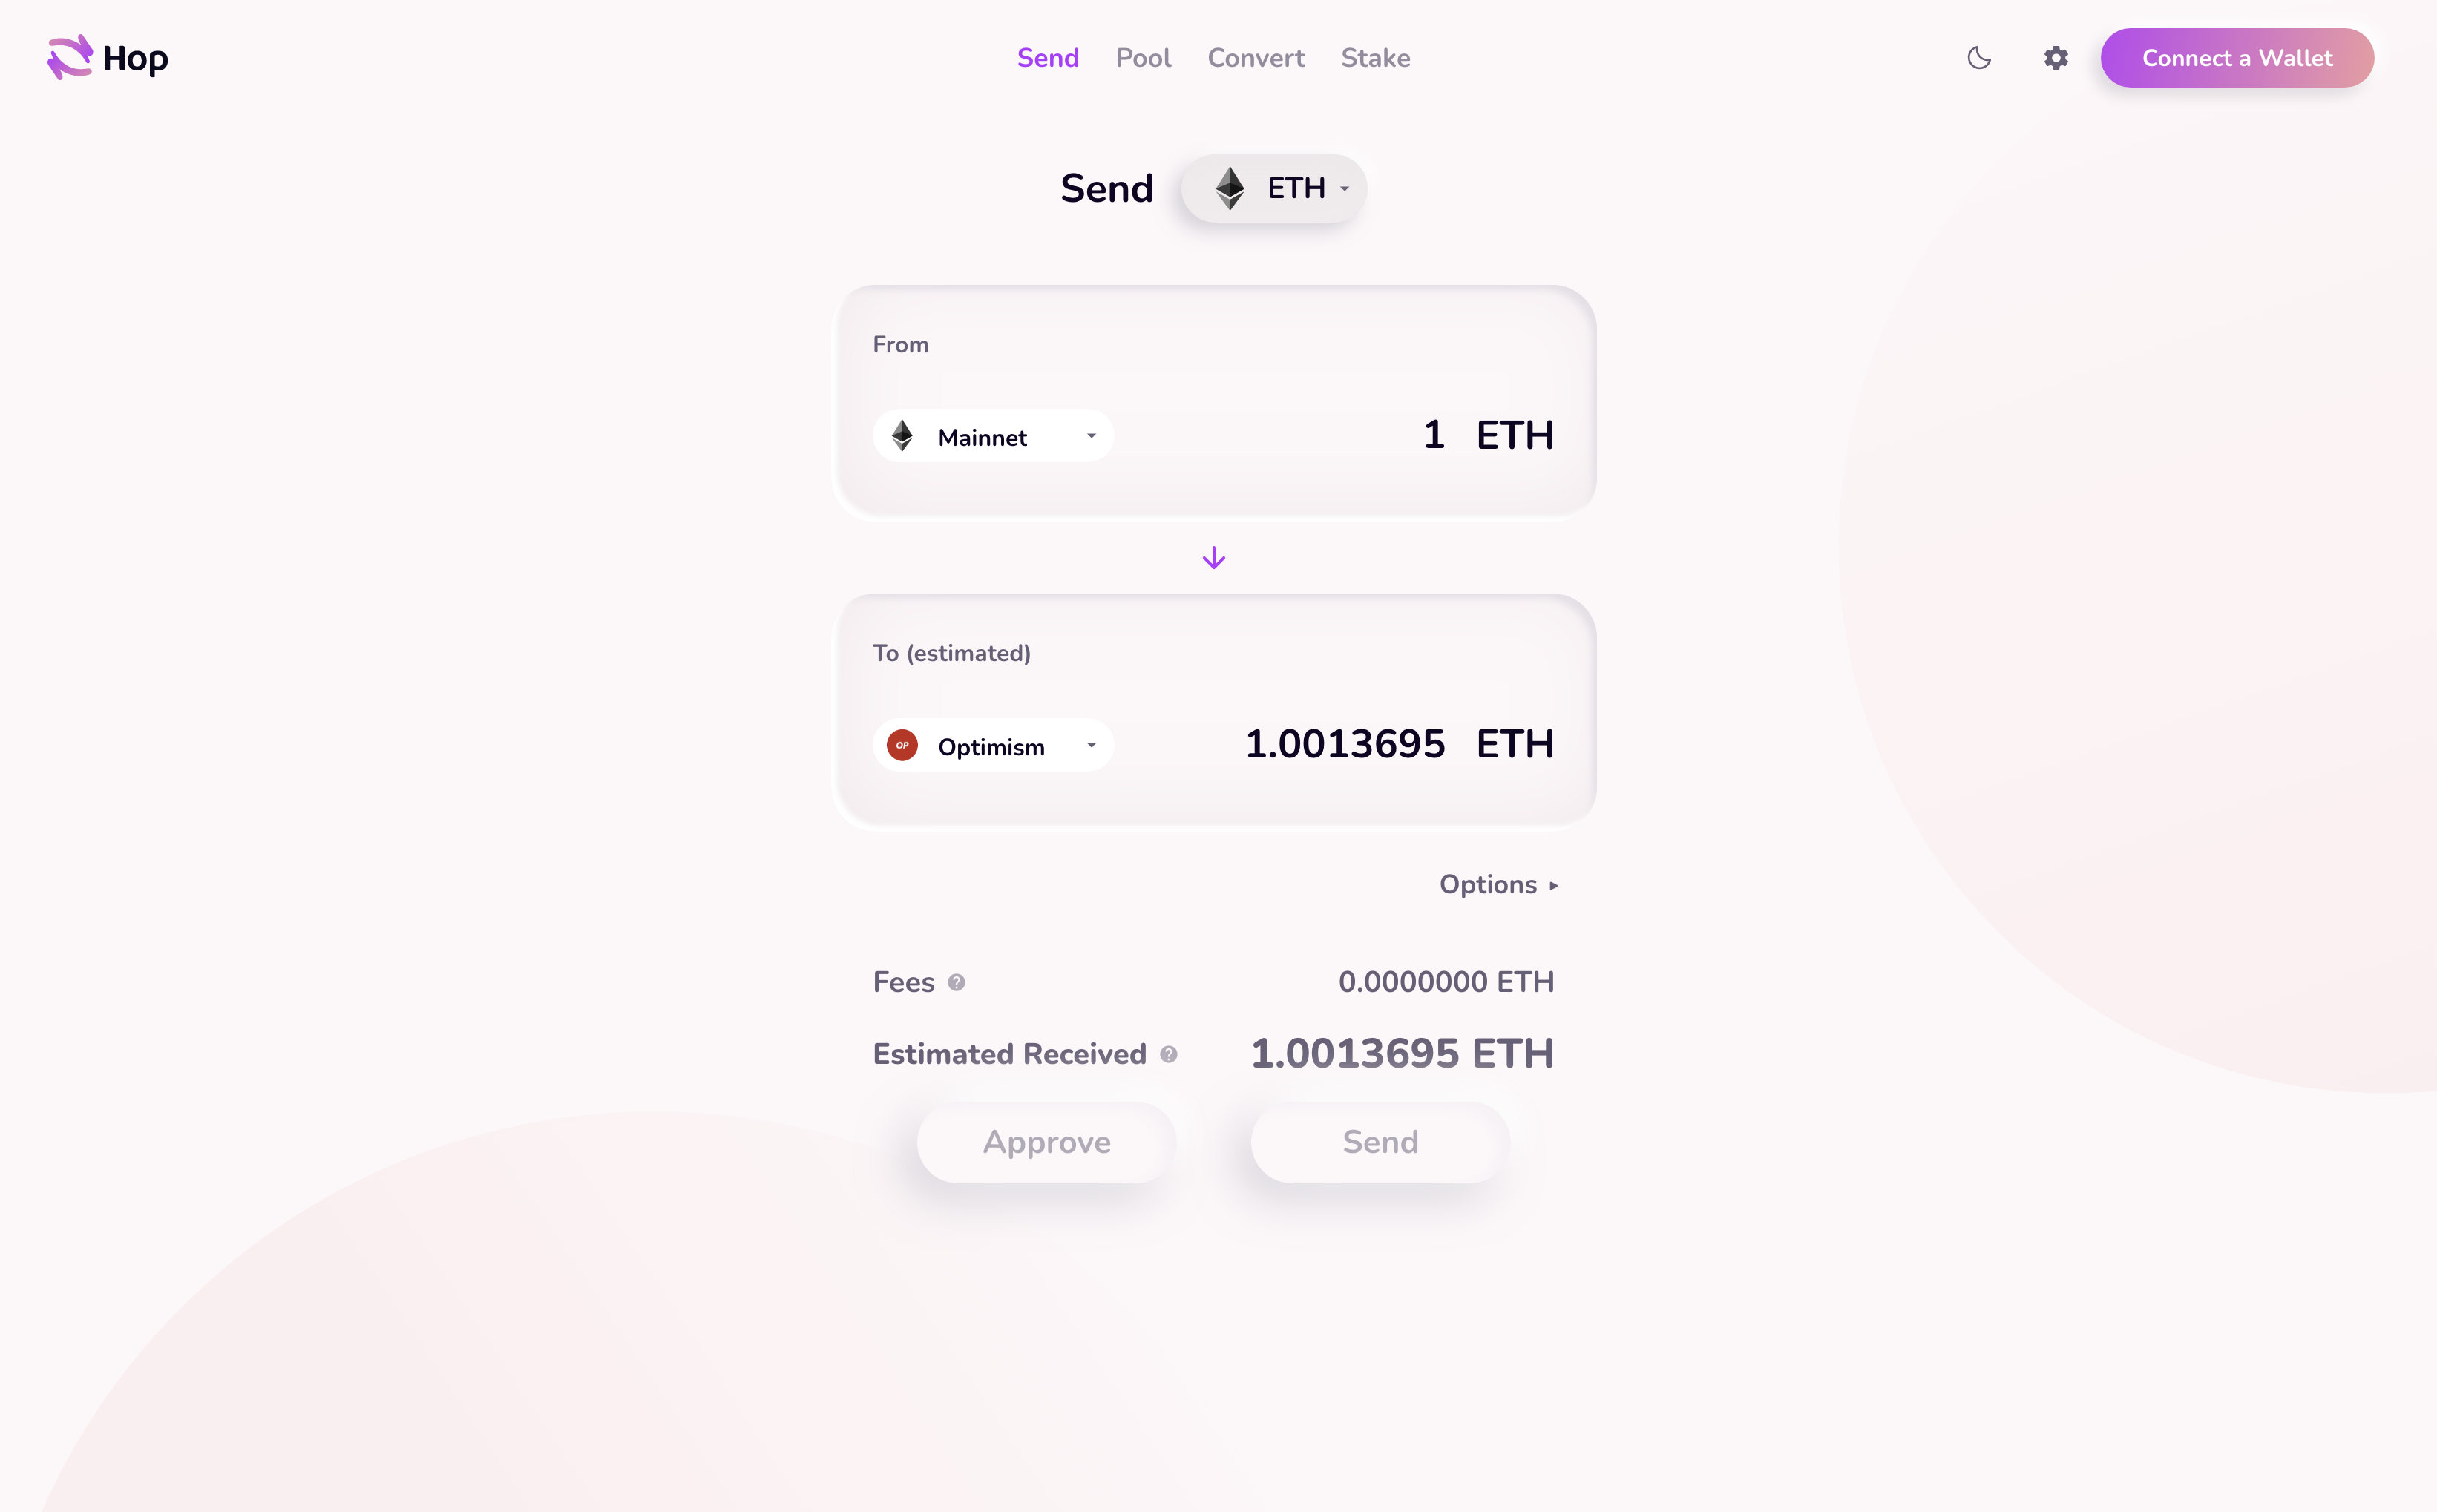 Hop
Send Pool Convert Stake
Connect a Wallet
Send ETH
From
Mainnet 1 ETH
To (estimated)
OP Optimism 1.0013695 ETH
Options
Fees ? 0.0000000 ETH
Estimated Received ? 1.0013695 ETH
Approve Send